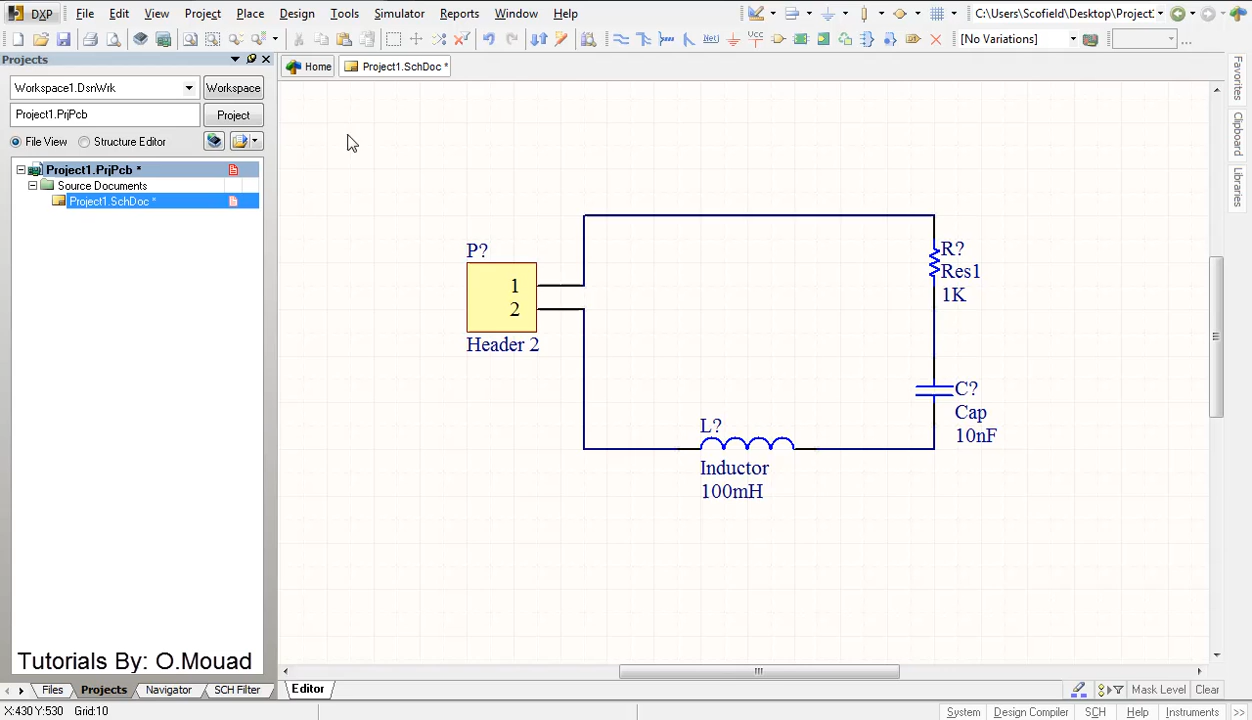 DXP File Edit View Project Place Design Tools Simulator Reports Window Help C:\Users\Scofield\Desktop\Project
Net VCC [No Variations] ...
Projects
Home Project1.SchDoc *
Workspace1.DsnWrk Workspace
Project1.PrjPcb Project
File View Structure Editor
Project1.PrjPcb *
Source Documents
Project1.SchDoc *
P?
1
2
Header 2
R?
Res1
1K
C?
Cap
10nF
L?
Inductor
100mH
Favorites
Clipboard
Libraries
Tutorials By: O.Mouad
Files Projects Navigator SCH Filter Editor Mask Level Clear
X:430 Y:530 Grid:10 System Design Compiler SCH Help Instruments >>